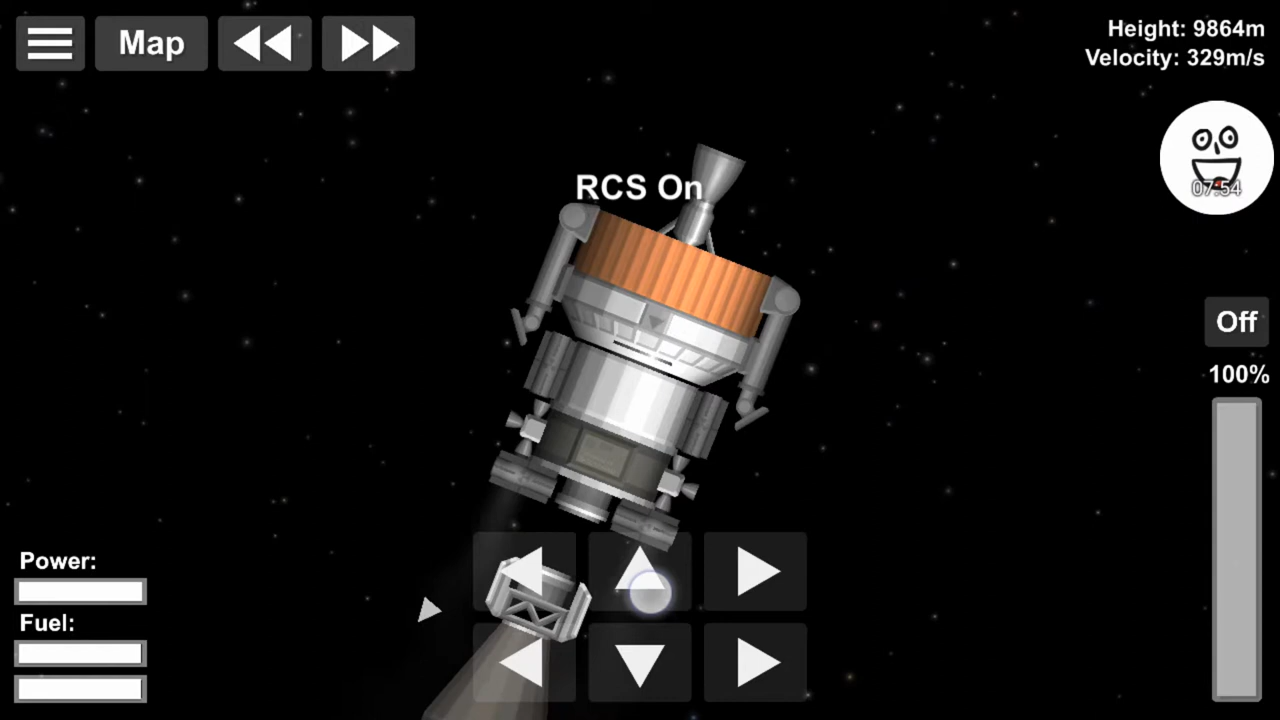 Map
Height: 9864m
Velocity: 329m/s
07:54
RCS On
Off
100%
Power:
Fuel: